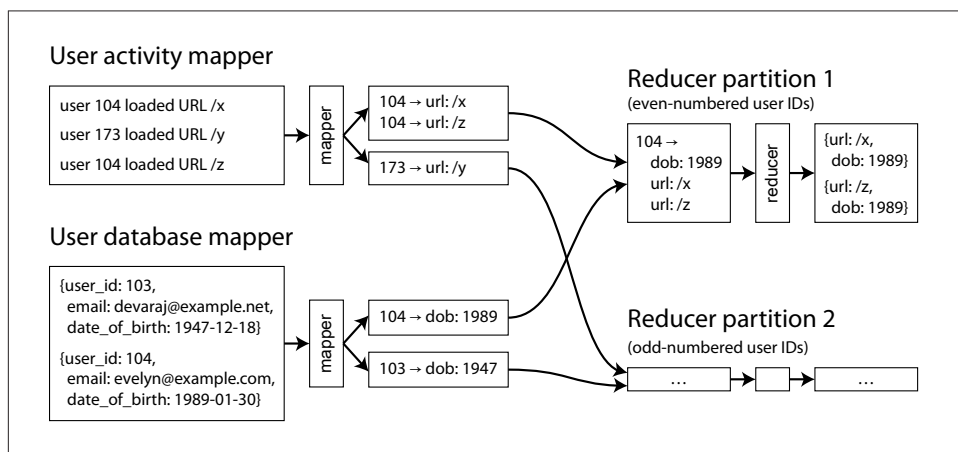 User activity mapper
user 104 loaded URL /x
user 173 loaded URL /y
user 104 loaded URL /z
mapper
104 → url: /x
104 → url: /z
173 → url: /y
User database mapper
{user_id: 103,
email: devaraj@example.net,
date_of_birth: 1947-12-18}
{user_id: 104,
email: evelyn@example.com,
date_of_birth: 1989-01-30}
mapper
104 → dob: 1989
103 → dob: 1947
Reducer partition 1
(even-numbered user IDs)
104 →
dob: 1989
url: /x
url: /z
reducer
{url: /x,
dob: 1989}
{url: /z,
dob: 1989}
Reducer partition 2
(odd-numbered user IDs)
...
...